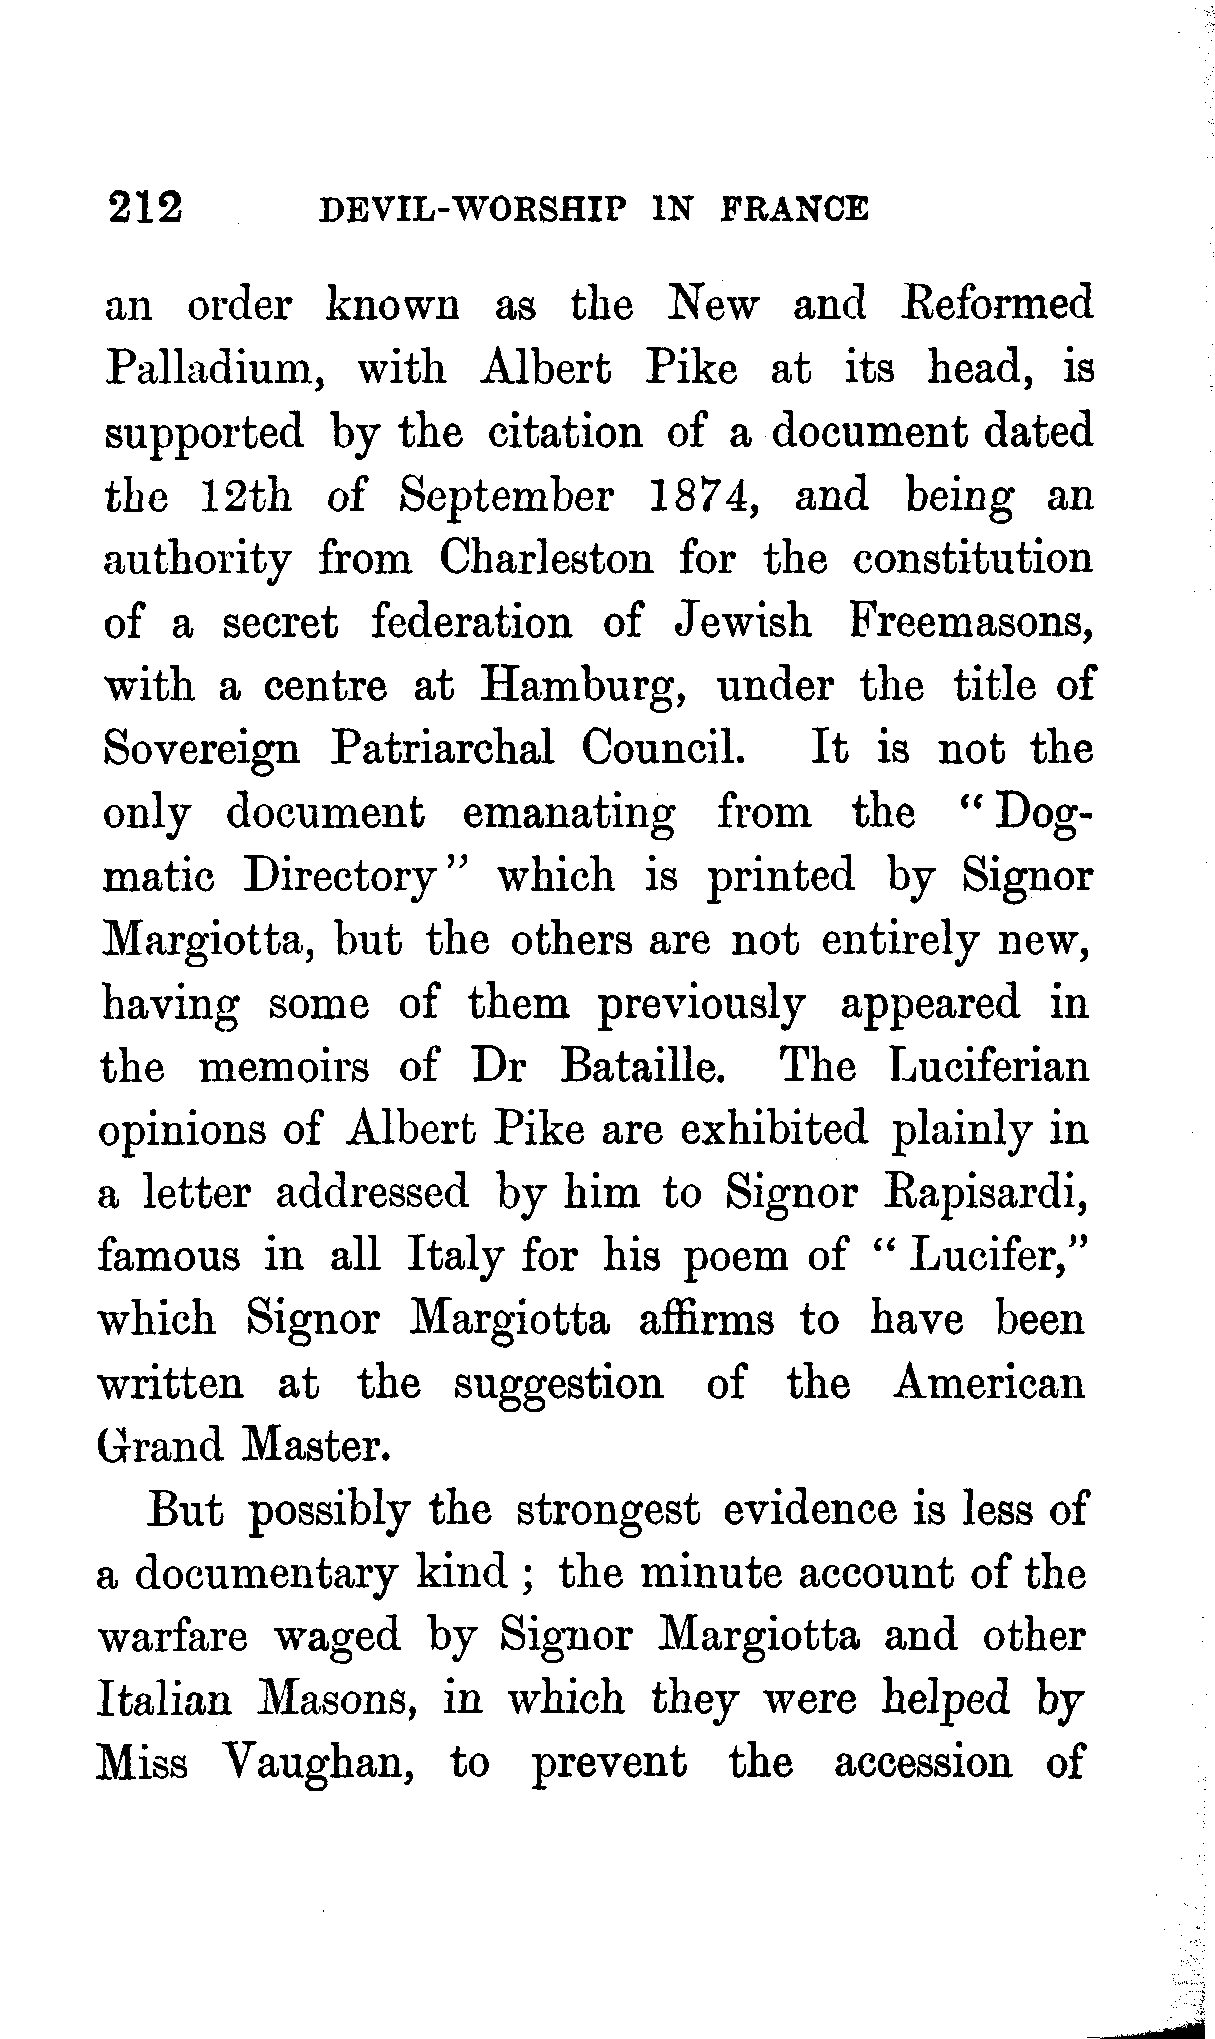 212 DEVIL-WORSHIP IN FRANCE
an order known as the New and Reformed
Palladium, with Albert Pike at its head, is
supported by the citation of a document dated
the 12th of September 1874, and being an
authority from Charleston for the constitution
of a secret federation of Jewish Freemasons,
with a centre at Hamburg, under the title of
Sovereign Patriarchal Council. It is not the
only document emanating from the “ Dog-
matic Directory ” which is printed by Signor
Margiotta, but the others are not entirely new,
having some of them previously appeared in
the memoirs of Dr Bataille. The Luciferian
opinions of Albert Pike are exhibited plainly in
a letter addressed by him to Signor Rapisardi,
famous in all Italy for his poem of “ Lucifer,”
which Signor Margiotta affirms to have been
written at the suggestion of the American
Grand Master.
But possibly the strongest evidence is less of
a documentary kind ; the minute account of the
warfare waged by Signor Margiotta and other
Italian Masons, in which they were helped by
Miss Vaughan, to prevent the accession of